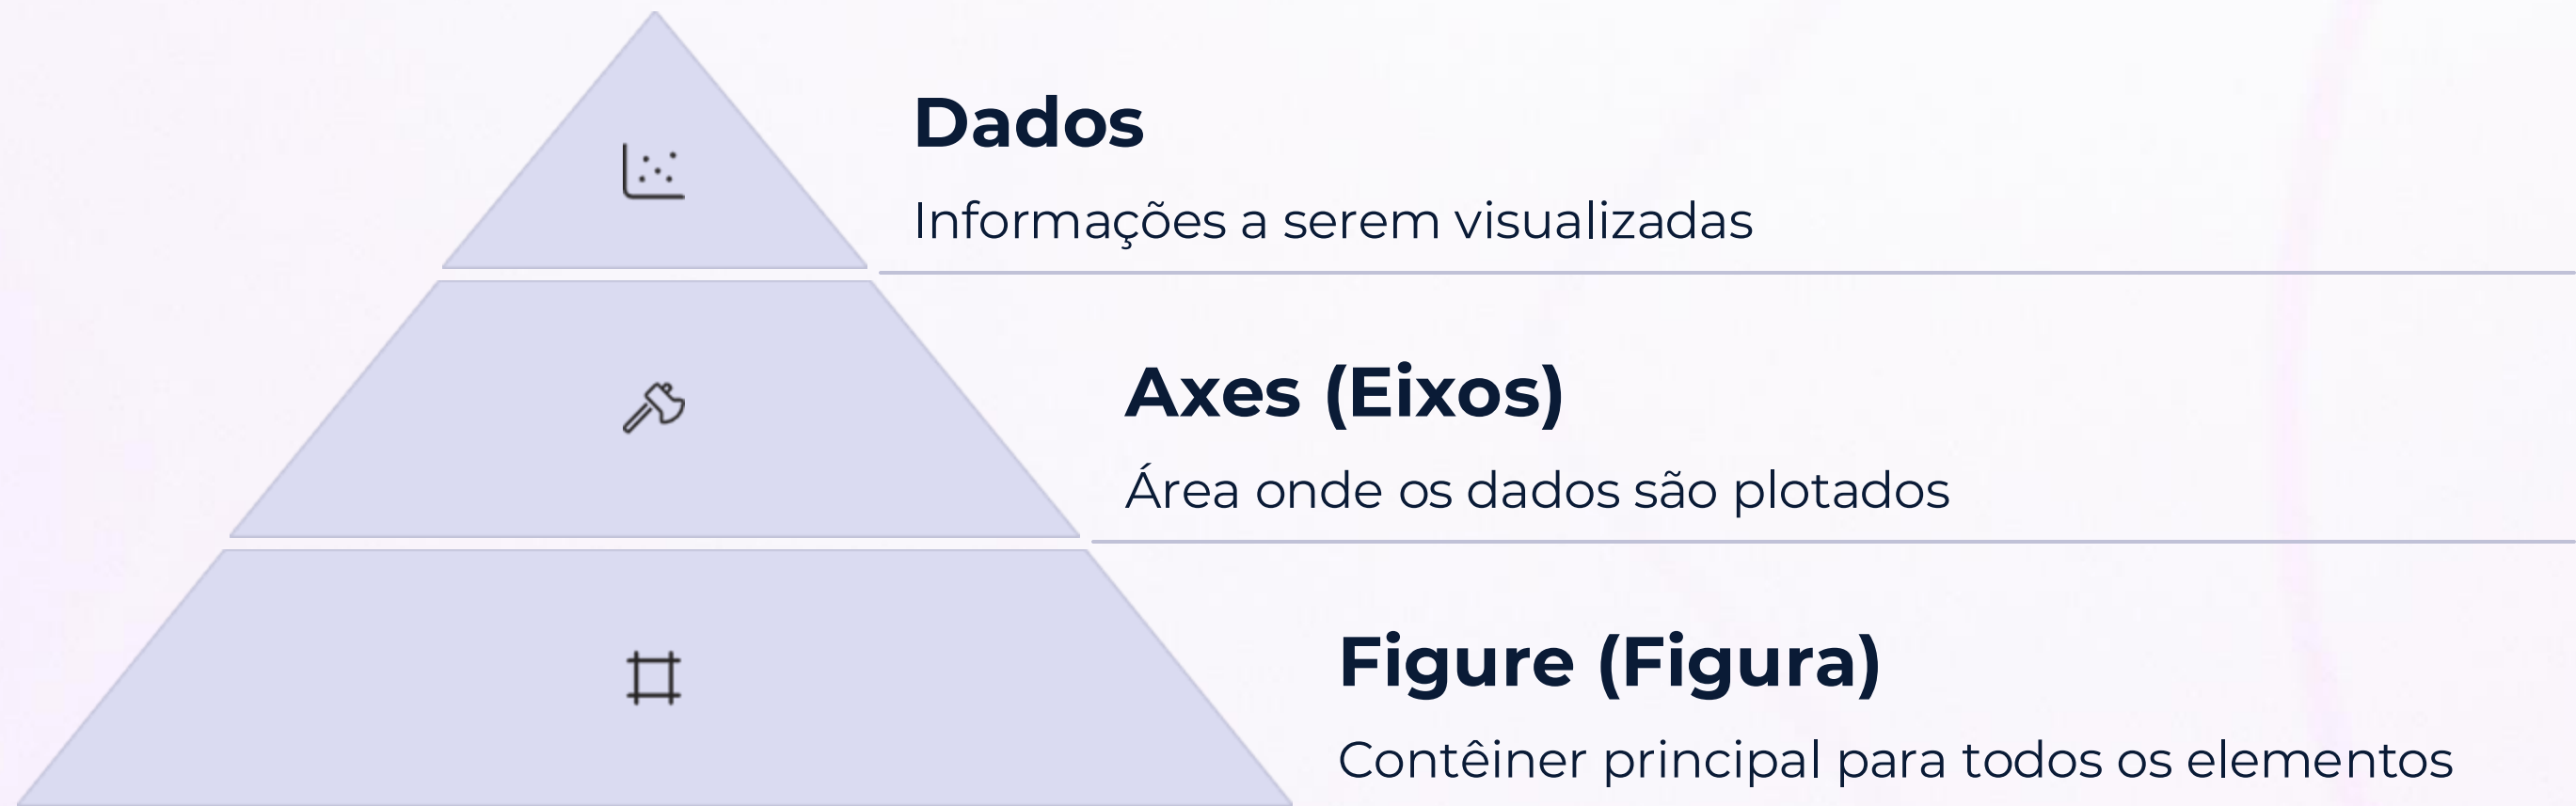 Dados
Informações a serem visualizadas
Axes (Eixos)
Área onde os dados são plotados
Figure (Figura)
Contêiner principal para todos os elementos